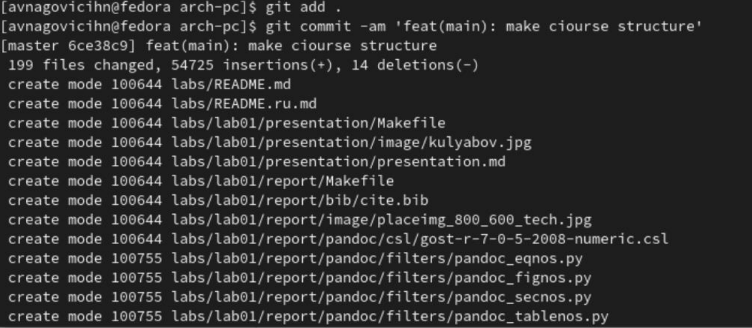 [avnagovicihn@fedora arch-pc]$ git add .
[avnagovicihn@fedora arch-pc]$ git commit -am 'feat(main): make ciourse structure'
[master 6ce38c9] feat(main): make ciourse structure
 199 files changed, 54725 insertions(+), 14 deletions(-)
 create mode 100644 labs/README.md
 create mode 100644 labs/README.ru.md
 create mode 100644 labs/lab01/presentation/Makefile
 create mode 100644 labs/lab01/presentation/image/kulyabov.jpg
 create mode 100644 labs/lab01/presentation/presentation.md
 create mode 100644 labs/lab01/report/Makefile
 create mode 100644 labs/lab01/report/bib/cite.bib
 create mode 100644 labs/lab01/report/image/placeimg_800_600_tech.jpg
 create mode 100644 labs/lab01/report/pandoc/csl/gost-r-7-0-5-2008-numeric.csl
 create mode 100755 labs/lab01/report/pandoc/filters/pandoc_eqnos.py
 create mode 100755 labs/lab01/report/pandoc/filters/pandoc_fignos.py
 create mode 100755 labs/lab01/report/pandoc/filters/pandoc_secnos.py
 create mode 100755 labs/lab01/report/pandoc/filters/pandoc_tablenos.py